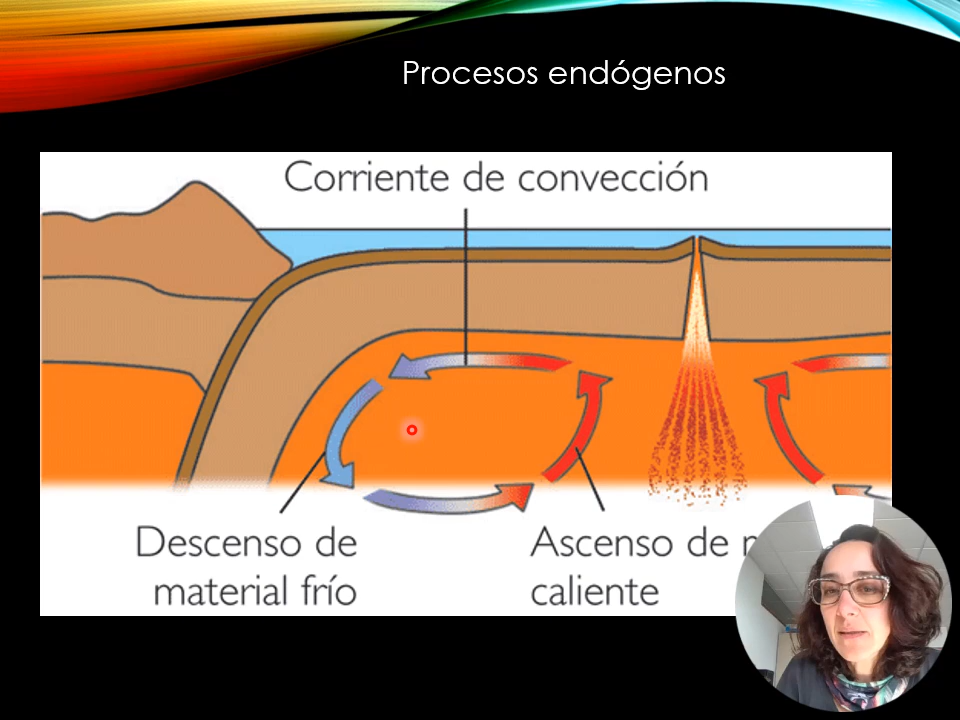 Procesos endógenos
Corriente de convección
Descenso de
material frío
Ascenso de
caliente